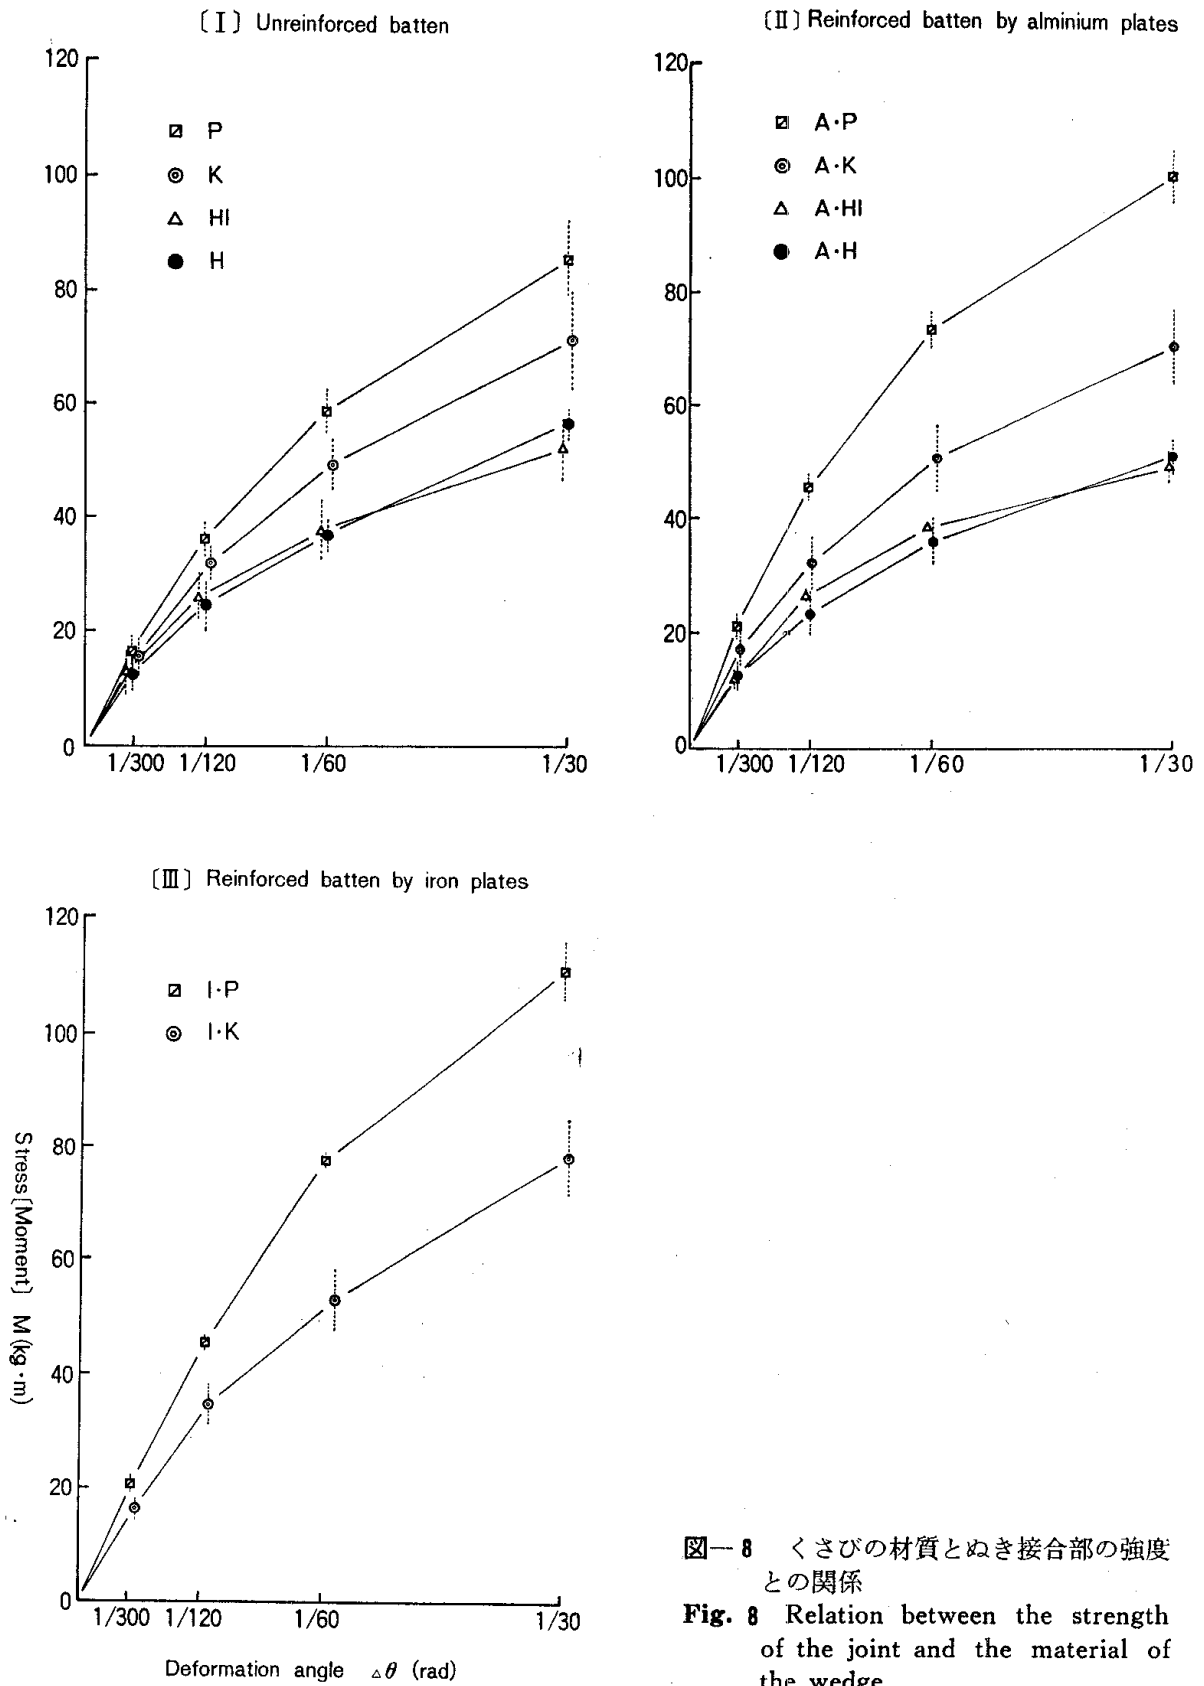 〔Ⅰ〕 Unreinforced batten
120
100
80
60
40
20
0
P
K
HI
H
1/300 1/120 1/60 1/30
〔Ⅱ〕 Reinforced batten by alminium plates
120
100
80
60
40
20
0
A·P
A·K
A·HI
A·H
1/300 1/120 1/60 1/30
〔Ⅲ〕 Reinforced batten by iron plates
120
100
80
60
40
20
0
I·P
I·K
Stress〔Moment〕 M(kg·m)
1/300 1/120 1/60 1/30
Deformation angle △θ (rad)
図—8 くさびの材質とぬき接合部の強度
との関係
Fig. 8 Relation between the strength
of the joint and the material of
the wedge